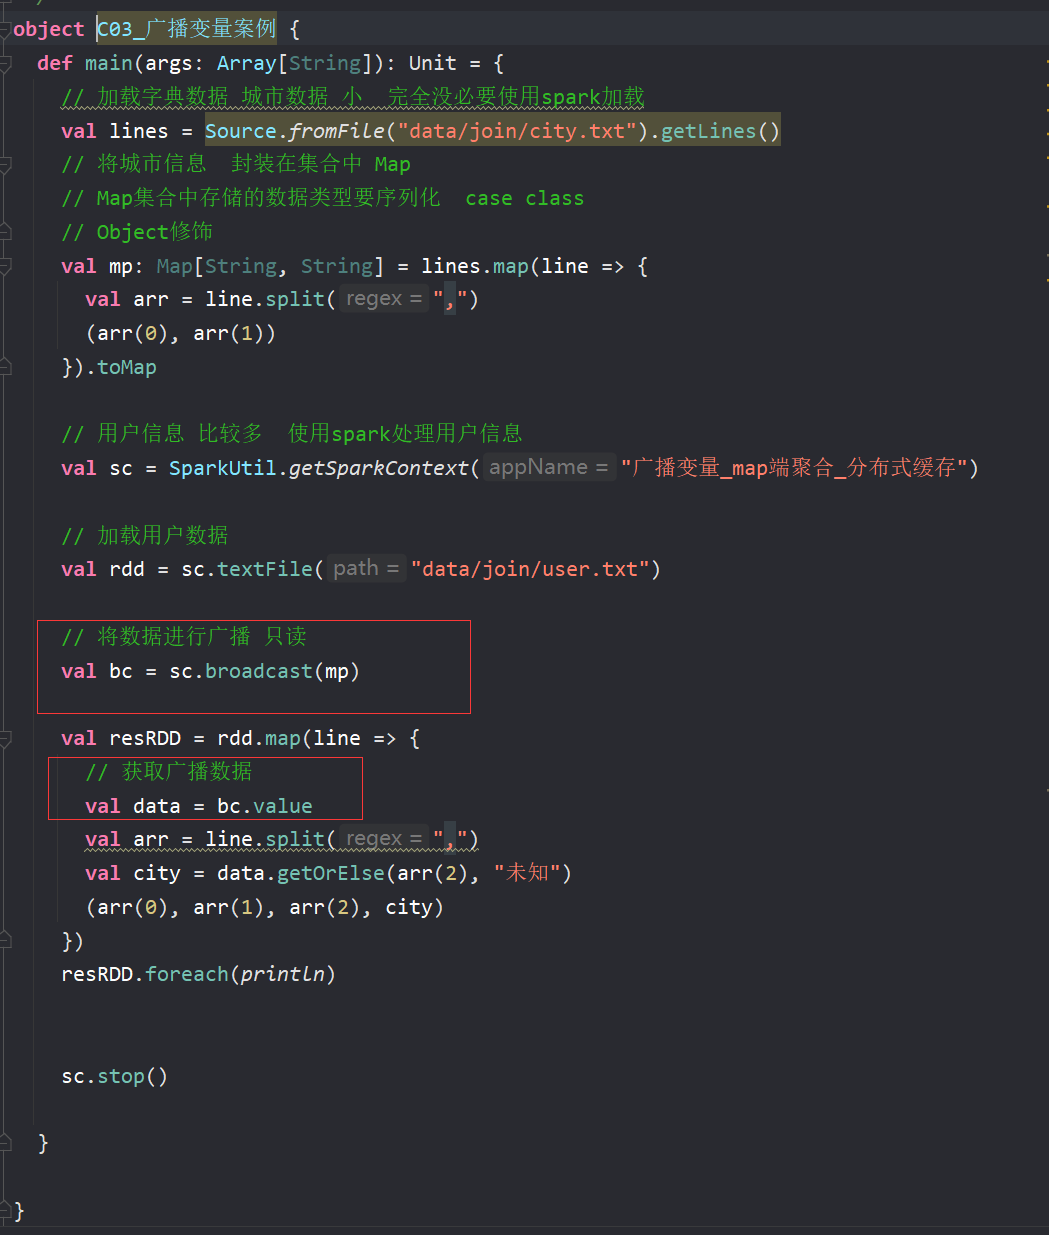 object C03_广播变量案例 {
def main(args: Array[String]): Unit = {
// 加载字典数据 城市数据 小  完全没必要使用spark加载
val lines = Source.fromFile("data/join/city.txt").getLines()
// 将城市信息  封装在集合中 Map
// Map集合中存储的数据类型要序列化  case class
// Object修饰
val mp: Map[String, String] = lines.map(line => {
val arr = line.split( regex = ",")
(arr(0), arr(1))
}).toMap
// 用户信息 比较多  使用spark处理用户信息
val sc = SparkUtil.getSparkContext( appName = "广播变量_map端聚合_分布式缓存")
// 加载用户数据
val rdd = sc.textFile( path = "data/join/user.txt")
// 将数据进行广播 只读
val bc = sc.broadcast(mp)
val resRDD = rdd.map(line => {
// 获取广播数据
val data = bc.value
val arr = line.split( regex = ",")
val city = data.getOrElse(arr(2), "未知")
(arr(0), arr(1), arr(2), city)
})
resRDD.foreach(println)
sc.stop()
}
}